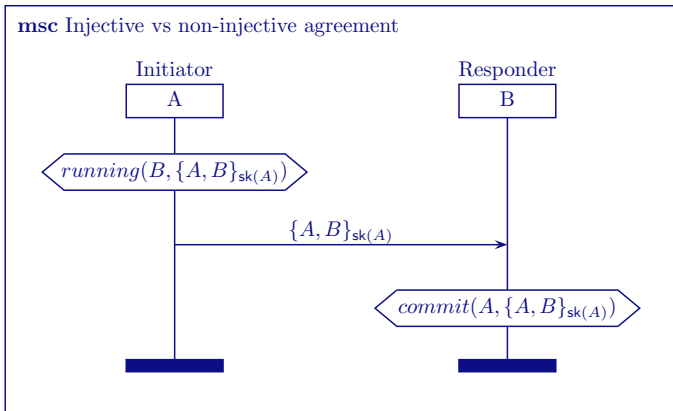 msc Injective vs non-injective agreement
Initiator Responder
A B
running(B, {A, B}sk(A))
{A, B}sk(A)
commit(A, {A, B}sk(A))